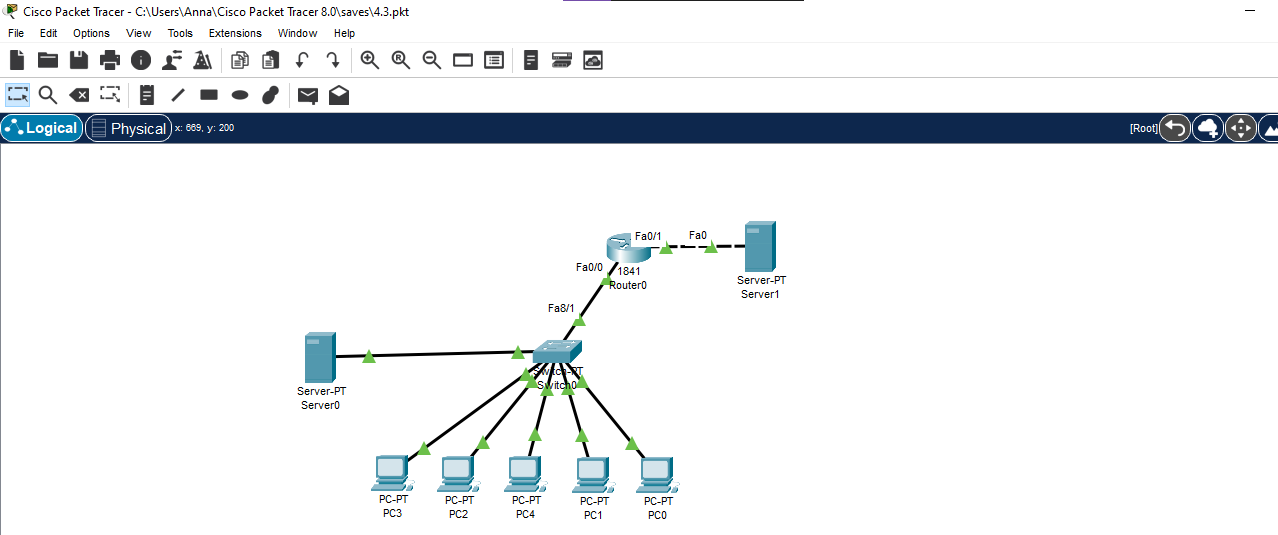 Cisco Packet Tracer - C:\Users\Anna\Cisco Packet Tracer 8.0\saves\4.3.pkt
File Edit Options View Tools Extensions Window Help
Logical Physical x: 669, y: 200 [Root]
Fa0/1 Fa0
Fa0/0 1841
Router0
Server-PT
Server1
Fa8/1
Switch-PT
Switch0
Server-PT
Server0
PC-PT
PC3
PC-PT
PC2
PC-PT
PC4
PC-PT
PC1
PC-PT
PC0